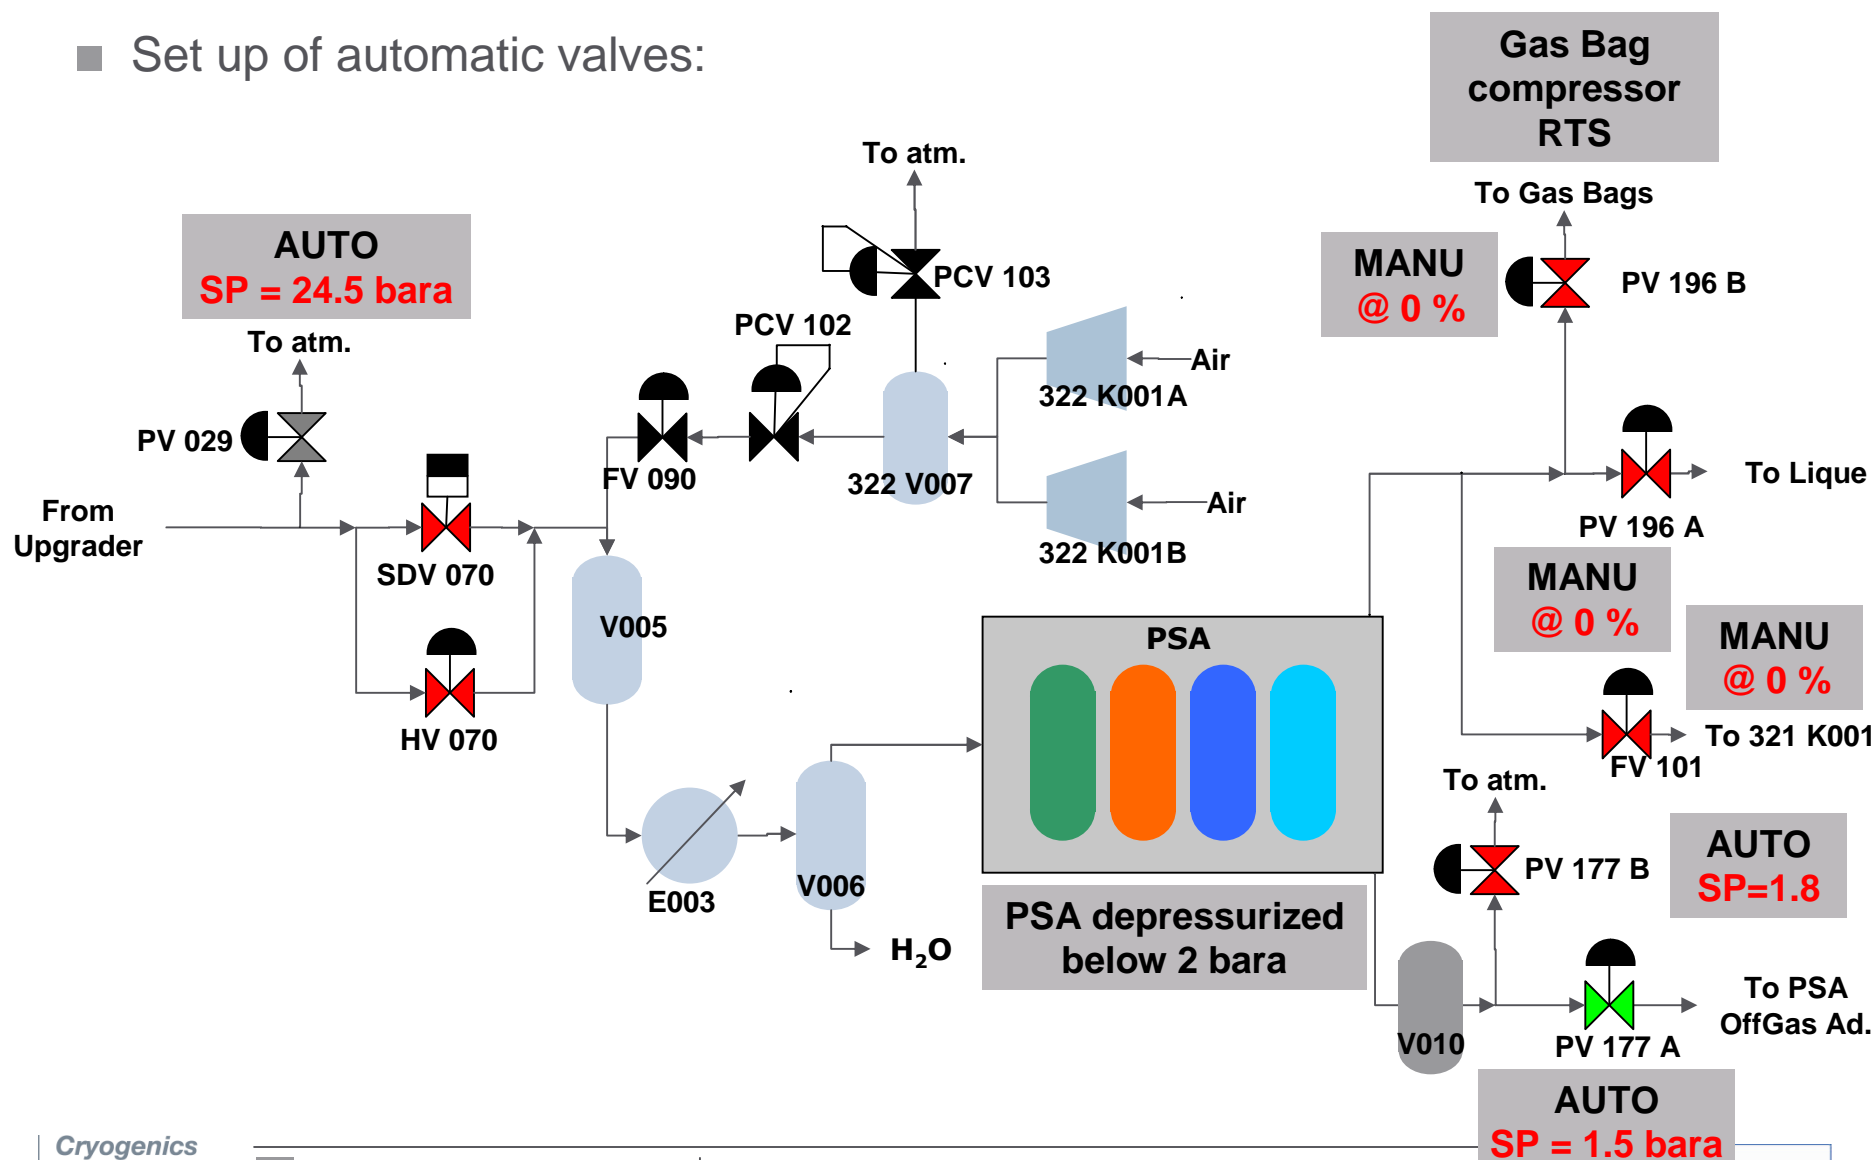 Set up of automatic valves:
Gas Bag
compressor
RTS
To atm.
To Gas Bags
AUTO
SP = 24.5 bara
MANU
@ 0 %
PCV 103
PV 196 B
To atm.
PCV 102
Air
322 K001A
PV 029
FV 090
322 V007
To Lique
From
Upgrader
Air
PV 196 A
322 K001B
SDV 070
MANU
@ 0 %
V005
PSA
MANU
@ 0 %
HV 070
To 321 K001
FV 101
To atm.
AUTO
SP=1.8
PV 177 B
V006
E003
PSA depressurized
below 2 bara
H₂O
To PSA
OffGas Ad.
V010
PV 177 A
AUTO
SP = 1.5 bara
Cryogenics